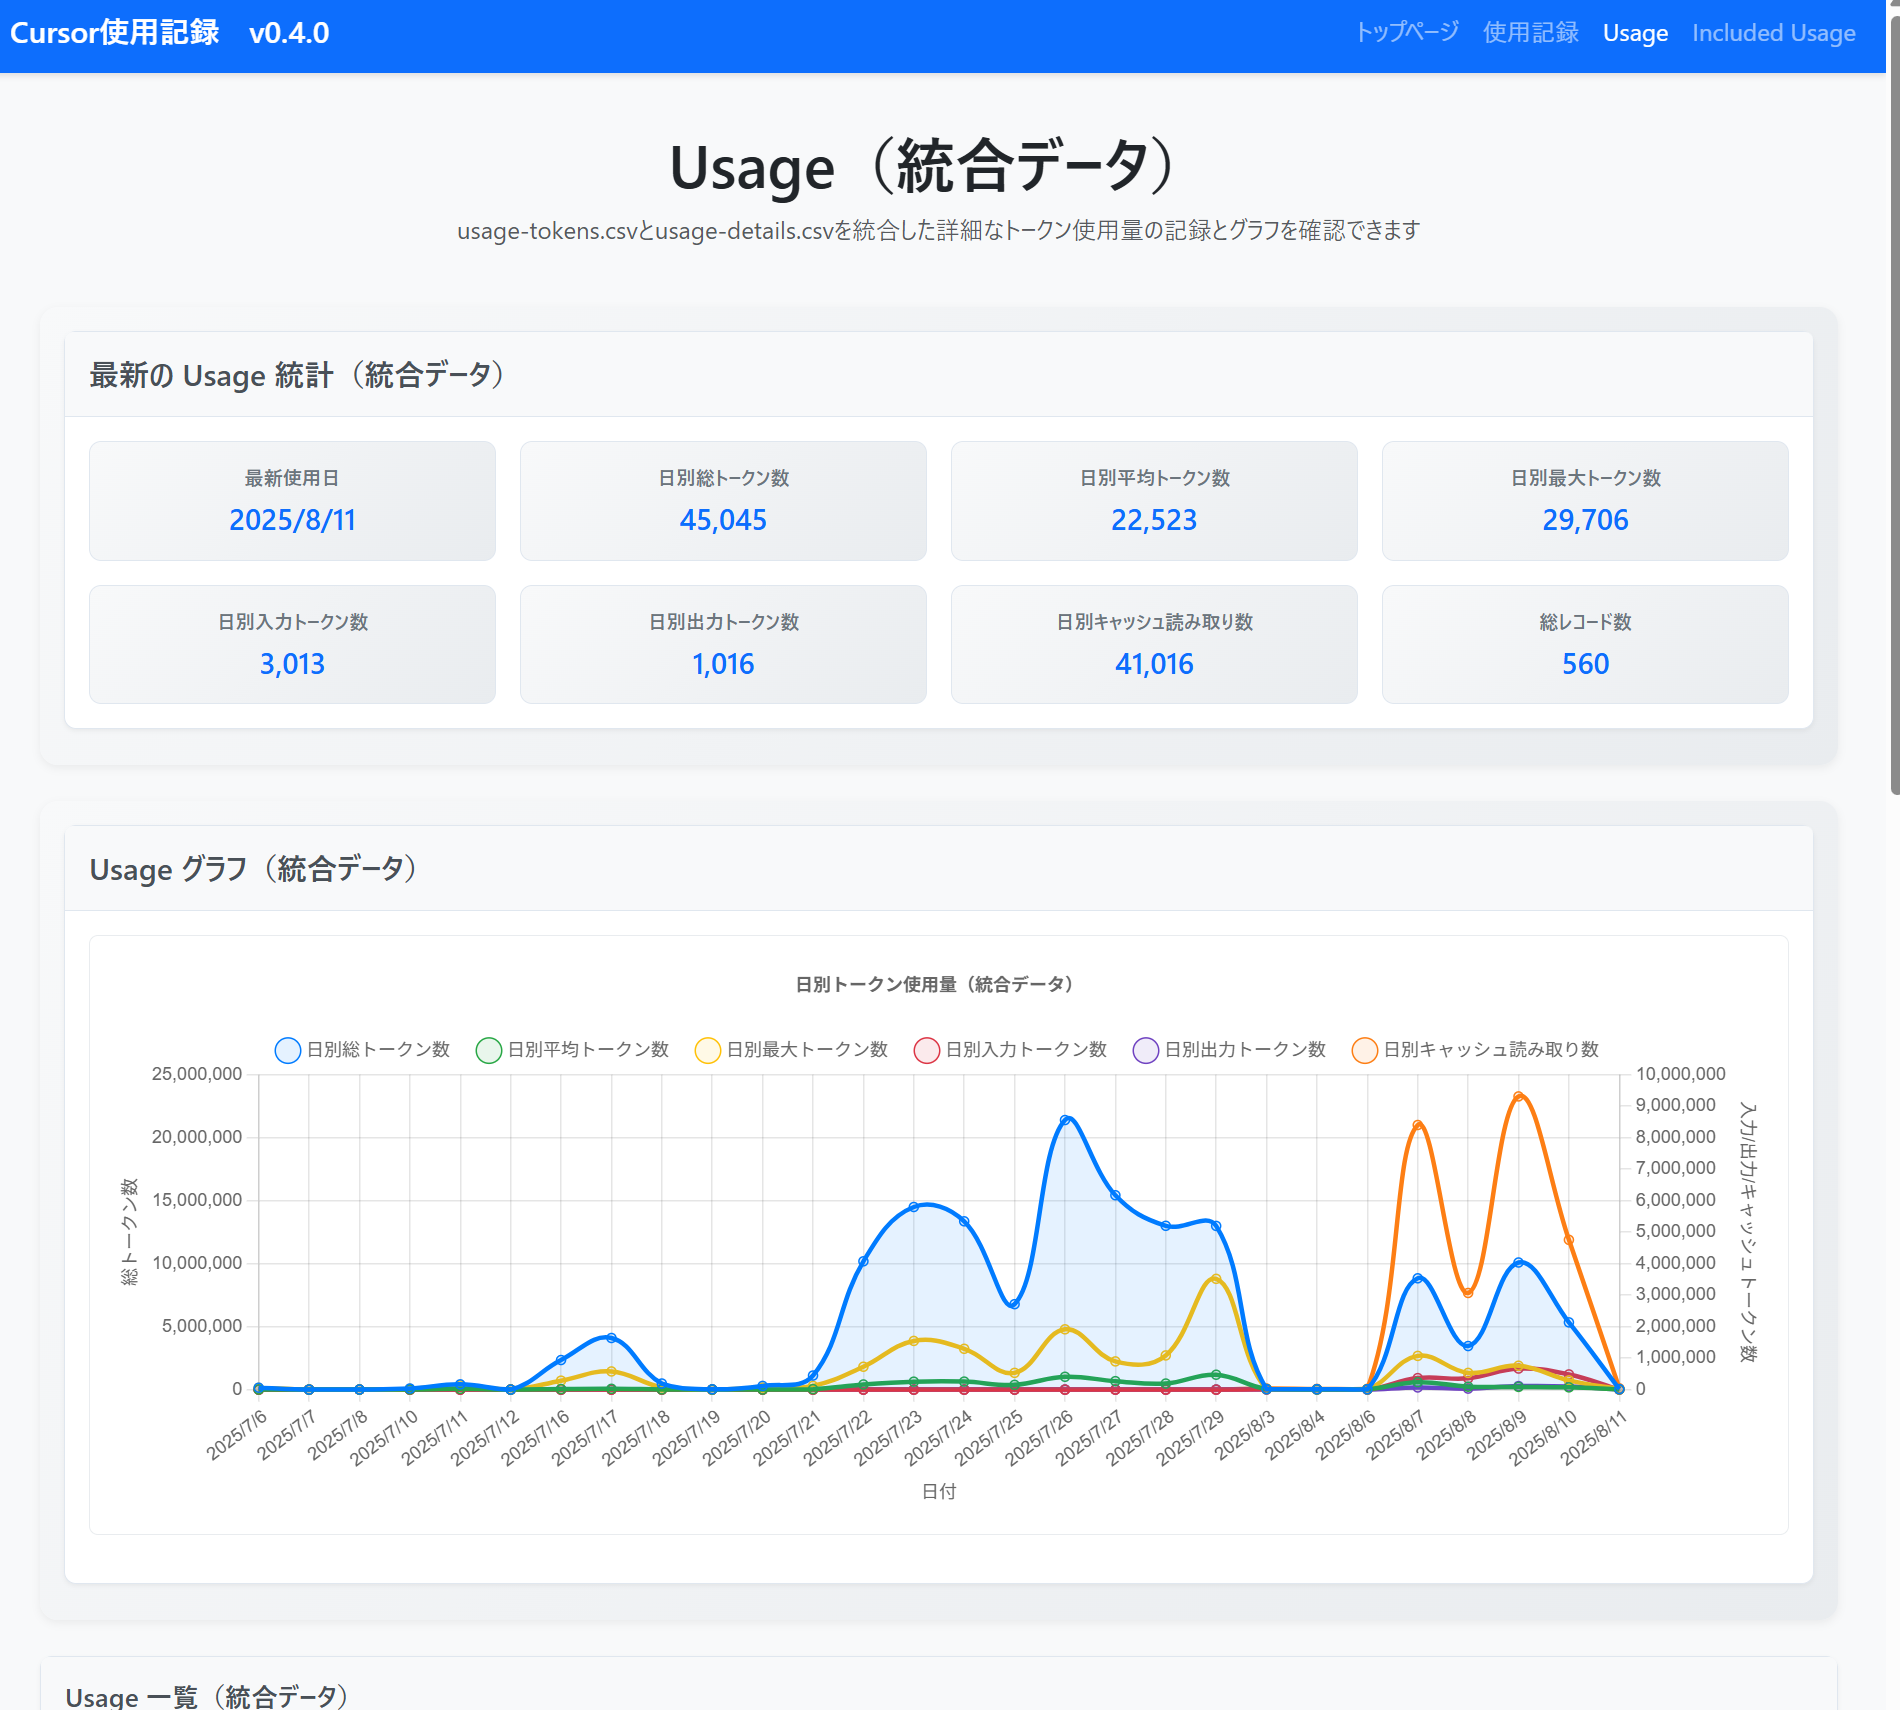 Cursor使用記録 v0.4.0
トップページ 使用記録 Usage Included Usage
Usage（統合データ）
usage-tokens.csvとusage-details.csvを統合した詳細なトークン使用量の記録とグラフを確認できます
最新の Usage 統計（統合データ）
最新使用日
2025/8/11
日別総トークン数
45,045
日別平均トークン数
22,523
日別最大トークン数
29,706
日別入力トークン数
3,013
日別出力トークン数
1,016
日別キャッシュ読み取り数
41,016
総レコード数
560
Usage グラフ（統合データ）
日別トークン使用量（統合データ）
日別総トークン数 日別平均トークン数 日別最大トークン数 日別入力トークン数 日別出力トークン数 日別キャッシュ読み取り数
総トークン数
25,000,000
20,000,000
15,000,000
10,000,000
5,000,000
0
10,000,000
9,000,000
8,000,000
7,000,000
6,000,000
5,000,000
4,000,000
3,000,000
2,000,000
1,000,000
0
入力/出力/キャッシュトークン数
2025/7/6 2025/7/7 2025/7/8 2025/7/10 2025/7/11 2025/7/12 2025/7/16 2025/7/17 2025/7/18 2025/7/19 2025/7/20 2025/7/21 2025/7/22 2025/7/23 2025/7/24 2025/7/25 2025/7/26 2025/7/27 2025/7/28 2025/7/29 2025/8/3 2025/8/4 2025/8/6 2025/8/7 2025/8/8 2025/8/9 2025/8/10 2025/8/11
日付
Usage 一覧（統合データ）